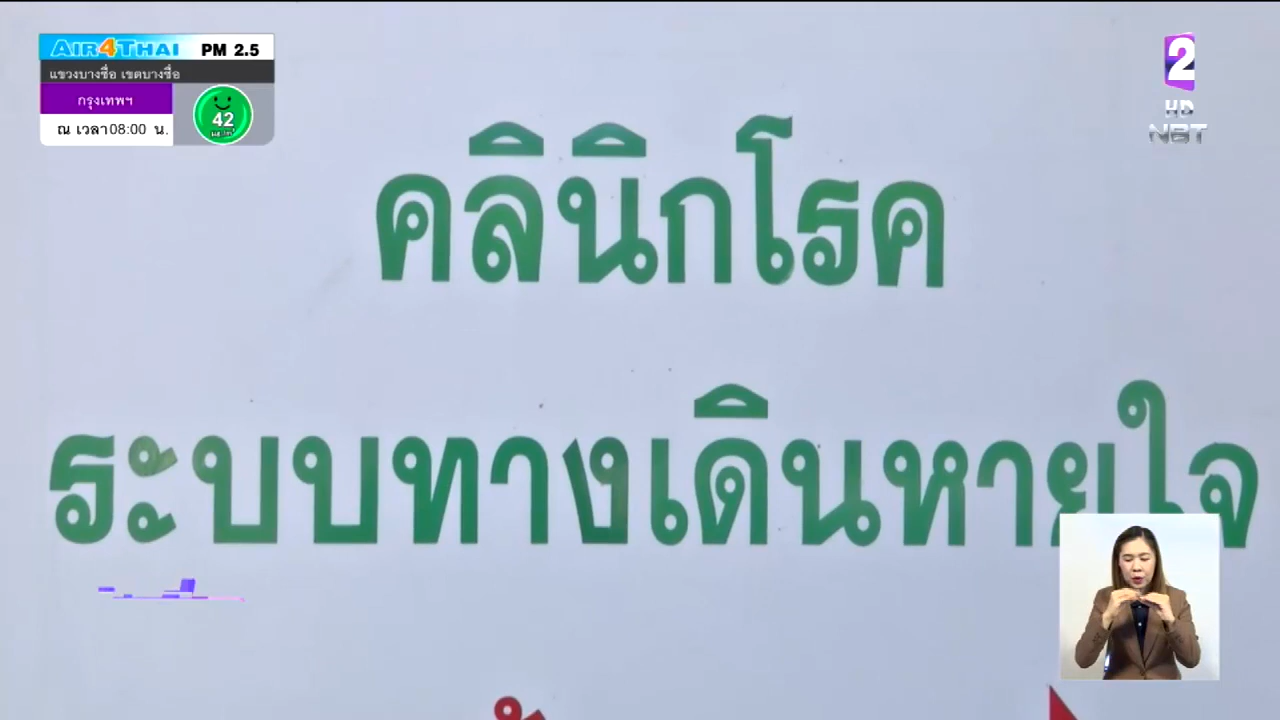 AIR4THAI PM 2.5
แขวงบางซื่อ เขตบางซื่อ
กรุงเทพฯ
42
ณ เวลา08:00 น.
2
HD
NBT
คลินิกโรค
ระบบทางเดินหายใจ